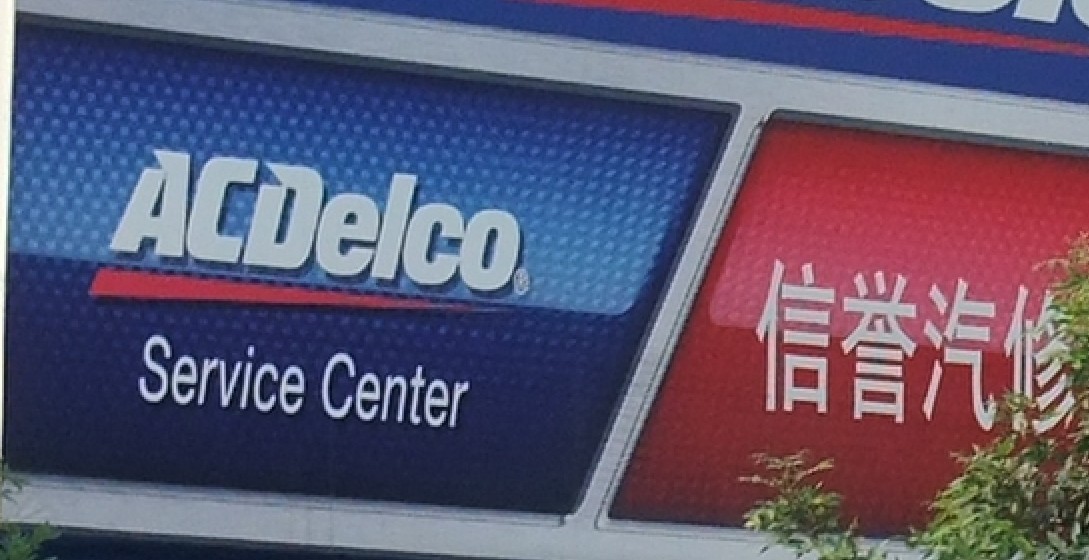 ACDelco®
Service Center
信誉汽修